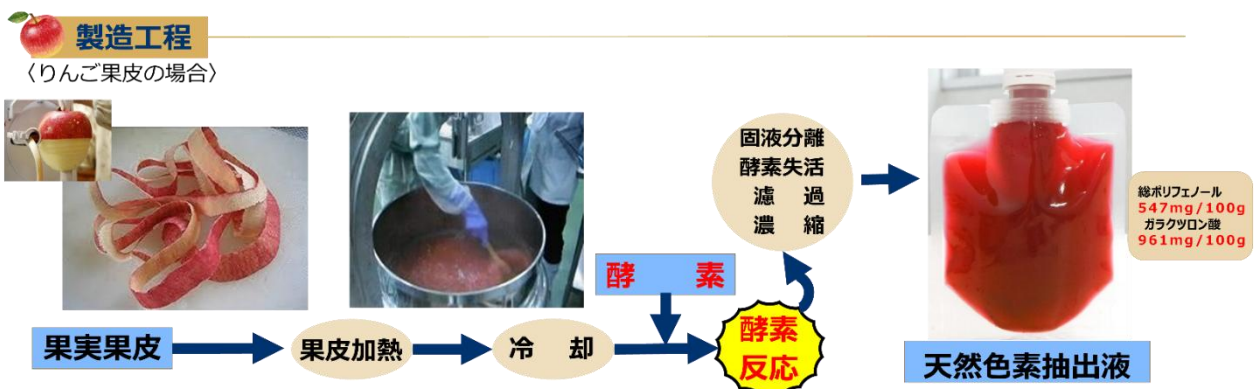 製造工程
〈りんご果皮の場合〉
果実果皮
果皮加熱
冷 却
酵 素
酵素
反応
固液分離
酵素失活
濾 過
濃 縮
天然色素抽出液
総ポリフェノール
547mg/100g
ガラクツロン酸
961mg/100g